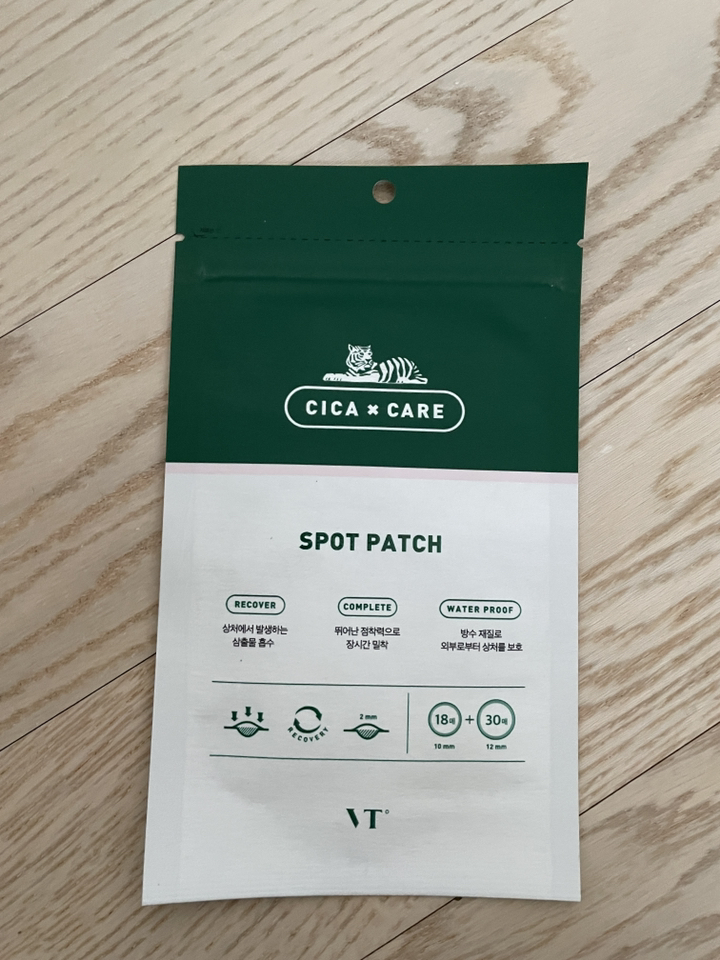 CICA × CARE
SPOT PATCH
RECOVER
상처에서 발생하는
삼출물 흡수
COMPLETE
뛰어난 점착력으로
장시간 밀착
WATER PROOF
방수 재질로
외부로부터 상처를 보호
RECOVERY
2 mm
18매 + 30매
10 mm 12 mm
VT